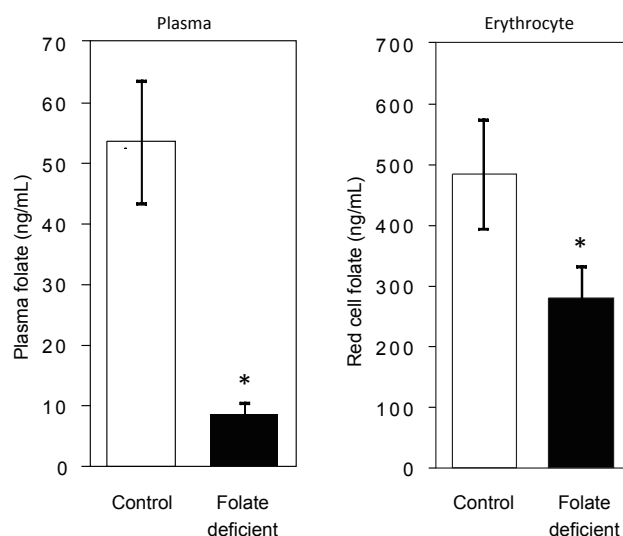 Plasma
Plasma folate (ng/mL)
70
60
50
40
30
20
10
0
*
Control
Folate
deficient
Erythrocyte
Red cell folate (ng/mL)
700
600
500
400
300
200
100
0
*
Control
Folate
deficient